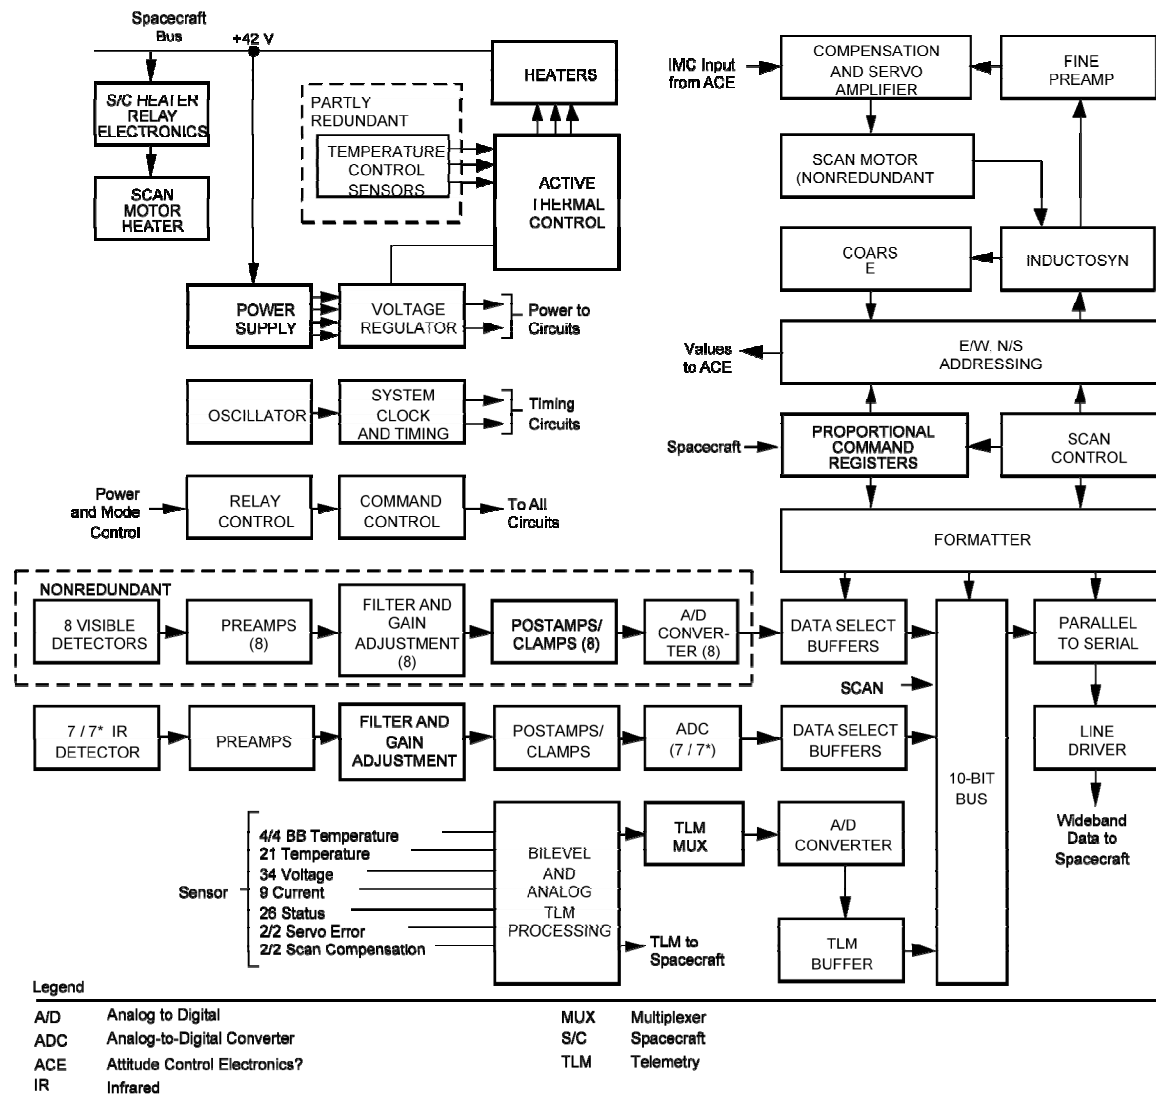 Spacecraft
Bus
+42 V
S/C HEATER
RELAY
ELECTRONICS
SCAN
MOTOR
HEATER
PARTLY
REDUNDANT
TEMPERATURE
CONTROL
SENSORS
HEATERS
ACTIVE
THERMAL
CONTROL
POWER
SUPPLY
VOLTAGE
REGULATOR
Power to
Circuits
OSCILLATOR
SYSTEM
CLOCK
AND TIMING
Timing
Circuits
Power
and Mode
Control
RELAY
CONTROL
COMMAND
CONTROL
To All
Circuits
IMC Input
from ACE
COMPENSATION
AND SERVO
AMPLIFIER
FINE
PREAMP
SCAN MOTOR
(NONREDUNDANT
COARS
E
INDUCTOSYN
Values
to ACE
E/W, N/S
ADDRESSING
Spacecraft
PROPORTIONAL
COMMAND
REGISTERS
SCAN
CONTROL
FORMATTER
NONREDUNDANT
8 VISIBLE
DETECTORS
PREAMPS
(8)
FILTER AND
GAIN
ADJUSTMENT
(8)
POSTAMPS/
CLAMPS (8)
A/D
CONVER-
TER (8)
DATA SELECT
BUFFERS
PARALLEL
TO SERIAL
SCAN
7 / 7* IR
DETECTOR
PREAMPS
FILTER AND
GAIN
ADJUSTMENT
POSTAMPS/
CLAMPS
ADC
(7 / 7*)
DATA SELECT
BUFFERS
10-BIT
BUS
LINE
DRIVER
Wideband
Data to
Spacecraft
Sensor
4/4 BB Temperature
21 Temperature
34 Voltage
9 Current
26 Status
2/2 Servo Error
2/2 Scan Compensation
BILEVEL
AND
ANALOG
TLM
PROCESSING
TLM
MUX
A/D
CONVERTER
TLM to
Spacecraft
TLM
BUFFER
Legend
A/D Analog to Digital
ADC Analog-to-Digital Converter
ACE Attitude Control Electronics?
IR Infrared
MUX Multiplexer
S/C Spacecraft
TLM Telemetry